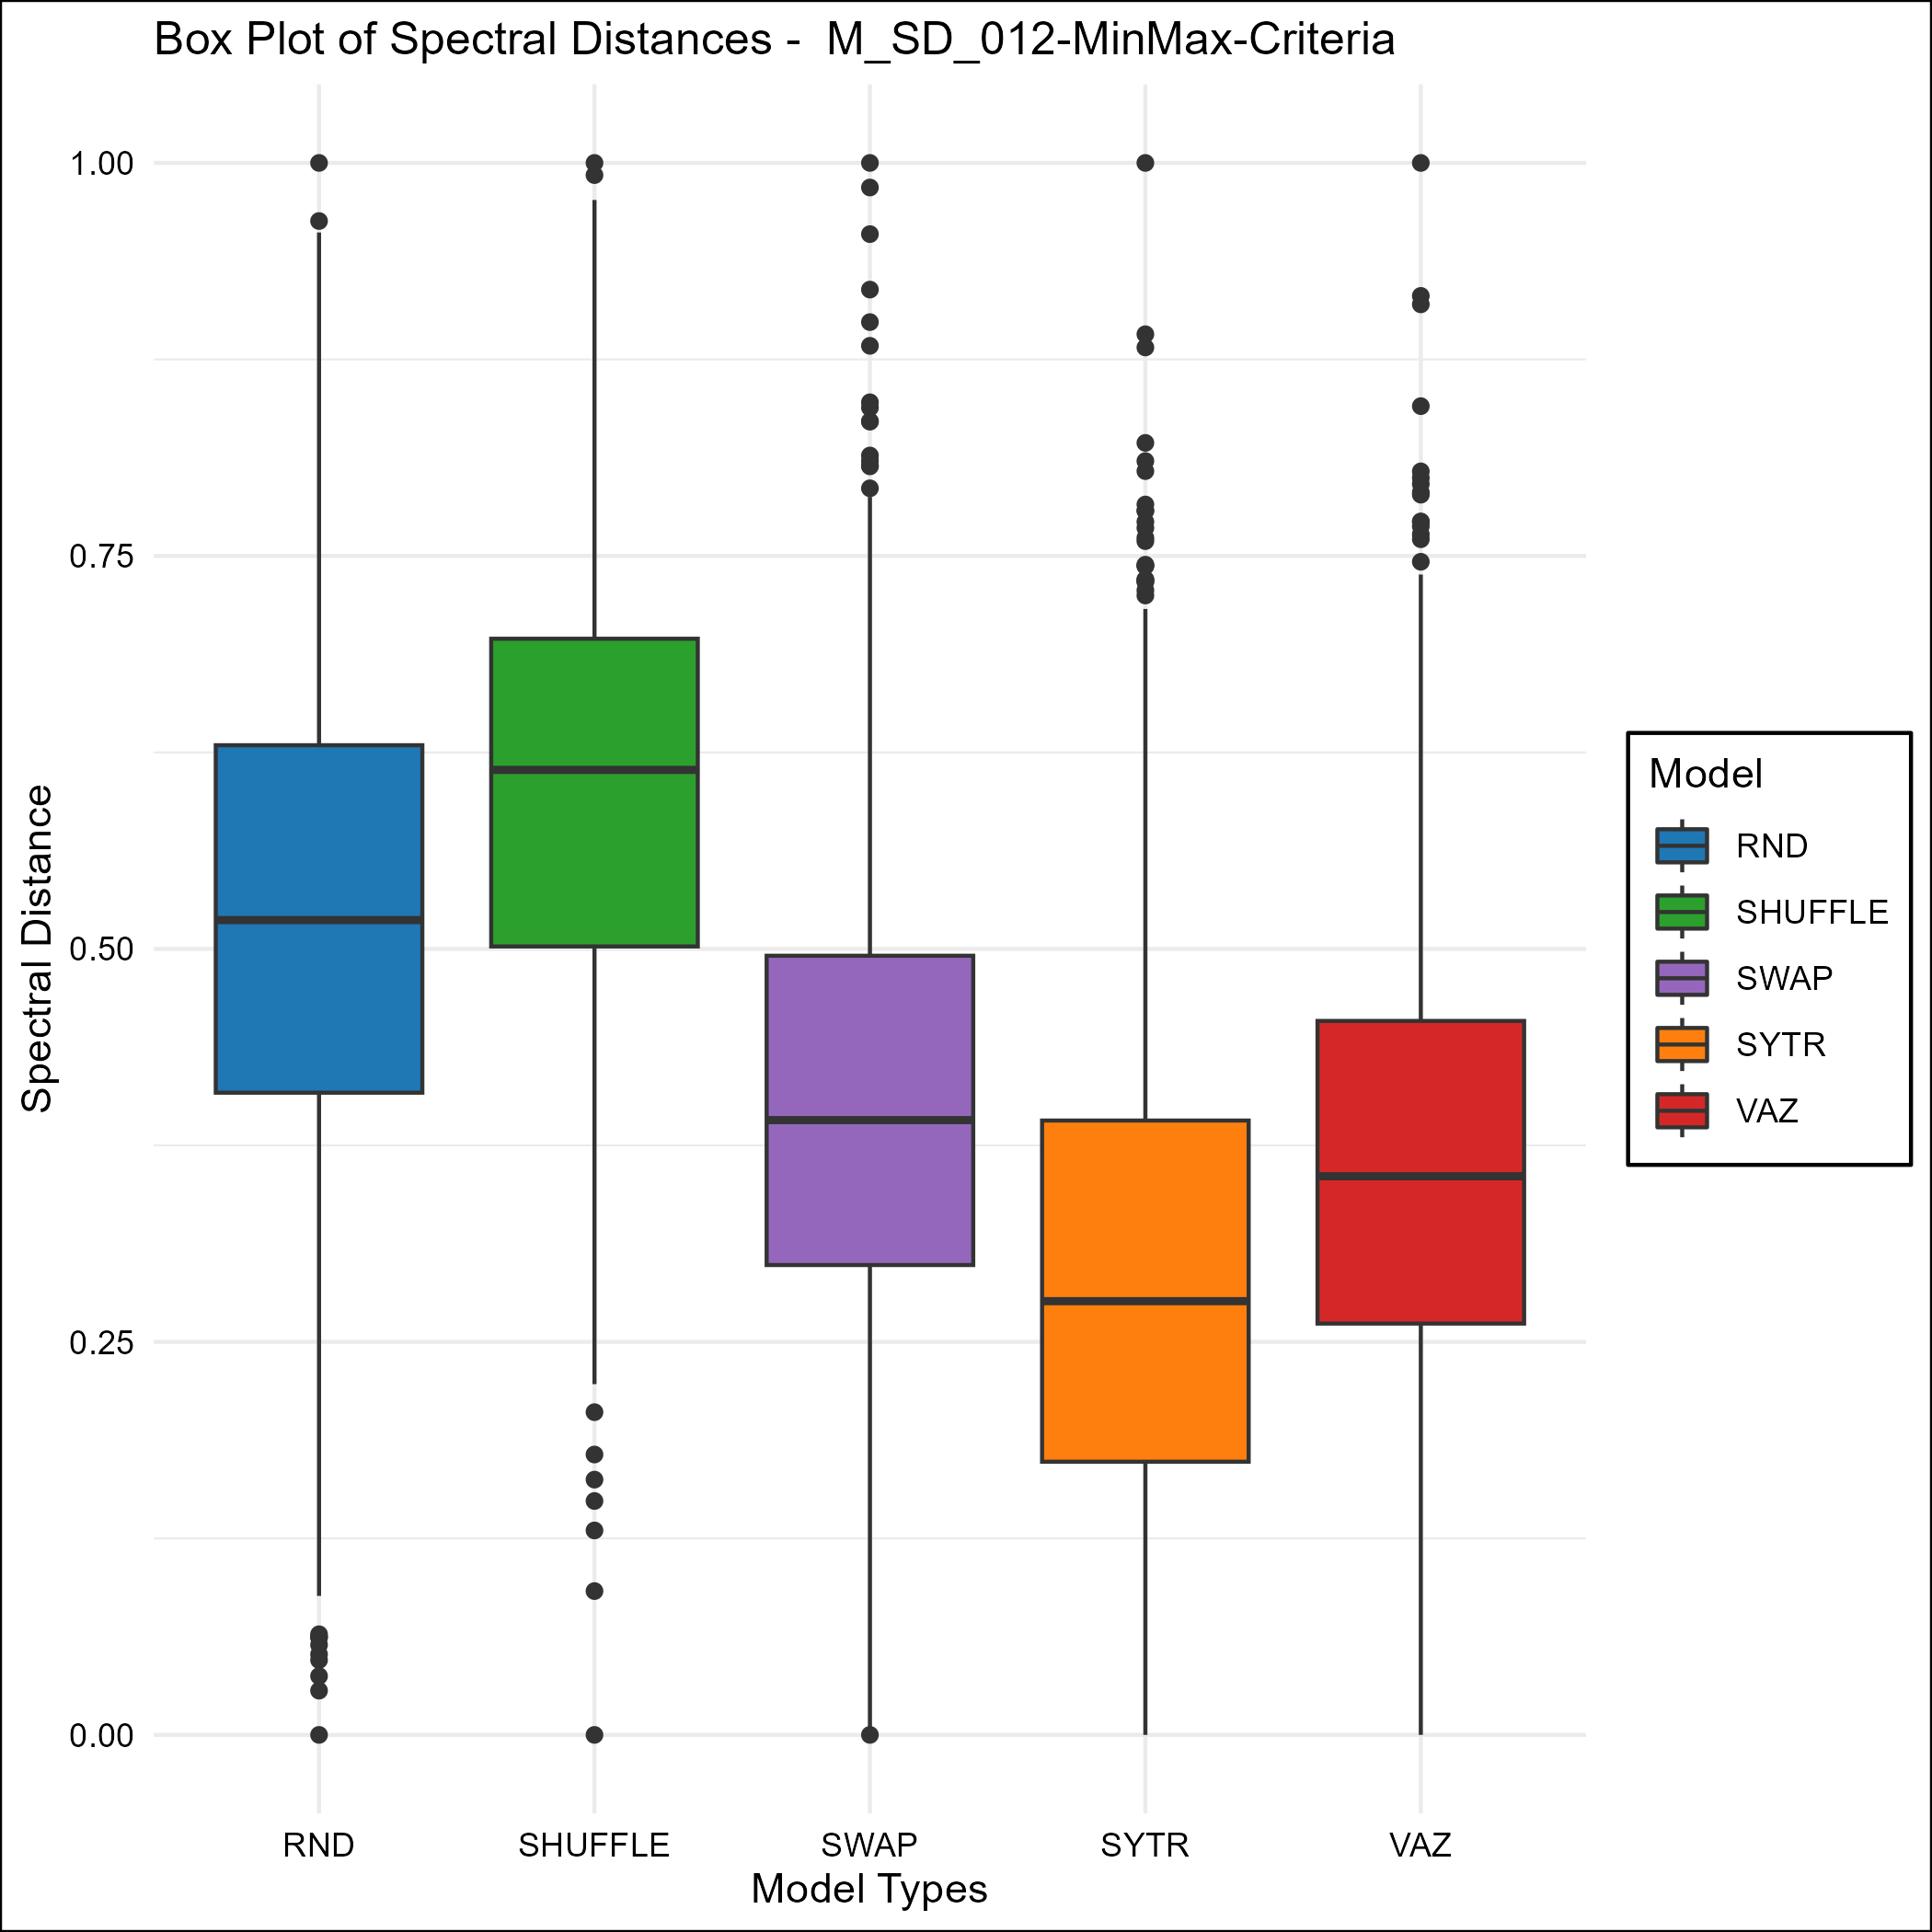 Box Plot of Spectral Distances -  M_SD_012-MinMax-Criteria
Spectral Distance
1.00
0.75
0.50
0.25
0.00
RND SHUFFLE SWAP SYTR VAZ
Model Types
Model
RND
SHUFFLE
SWAP
SYTR
VAZ